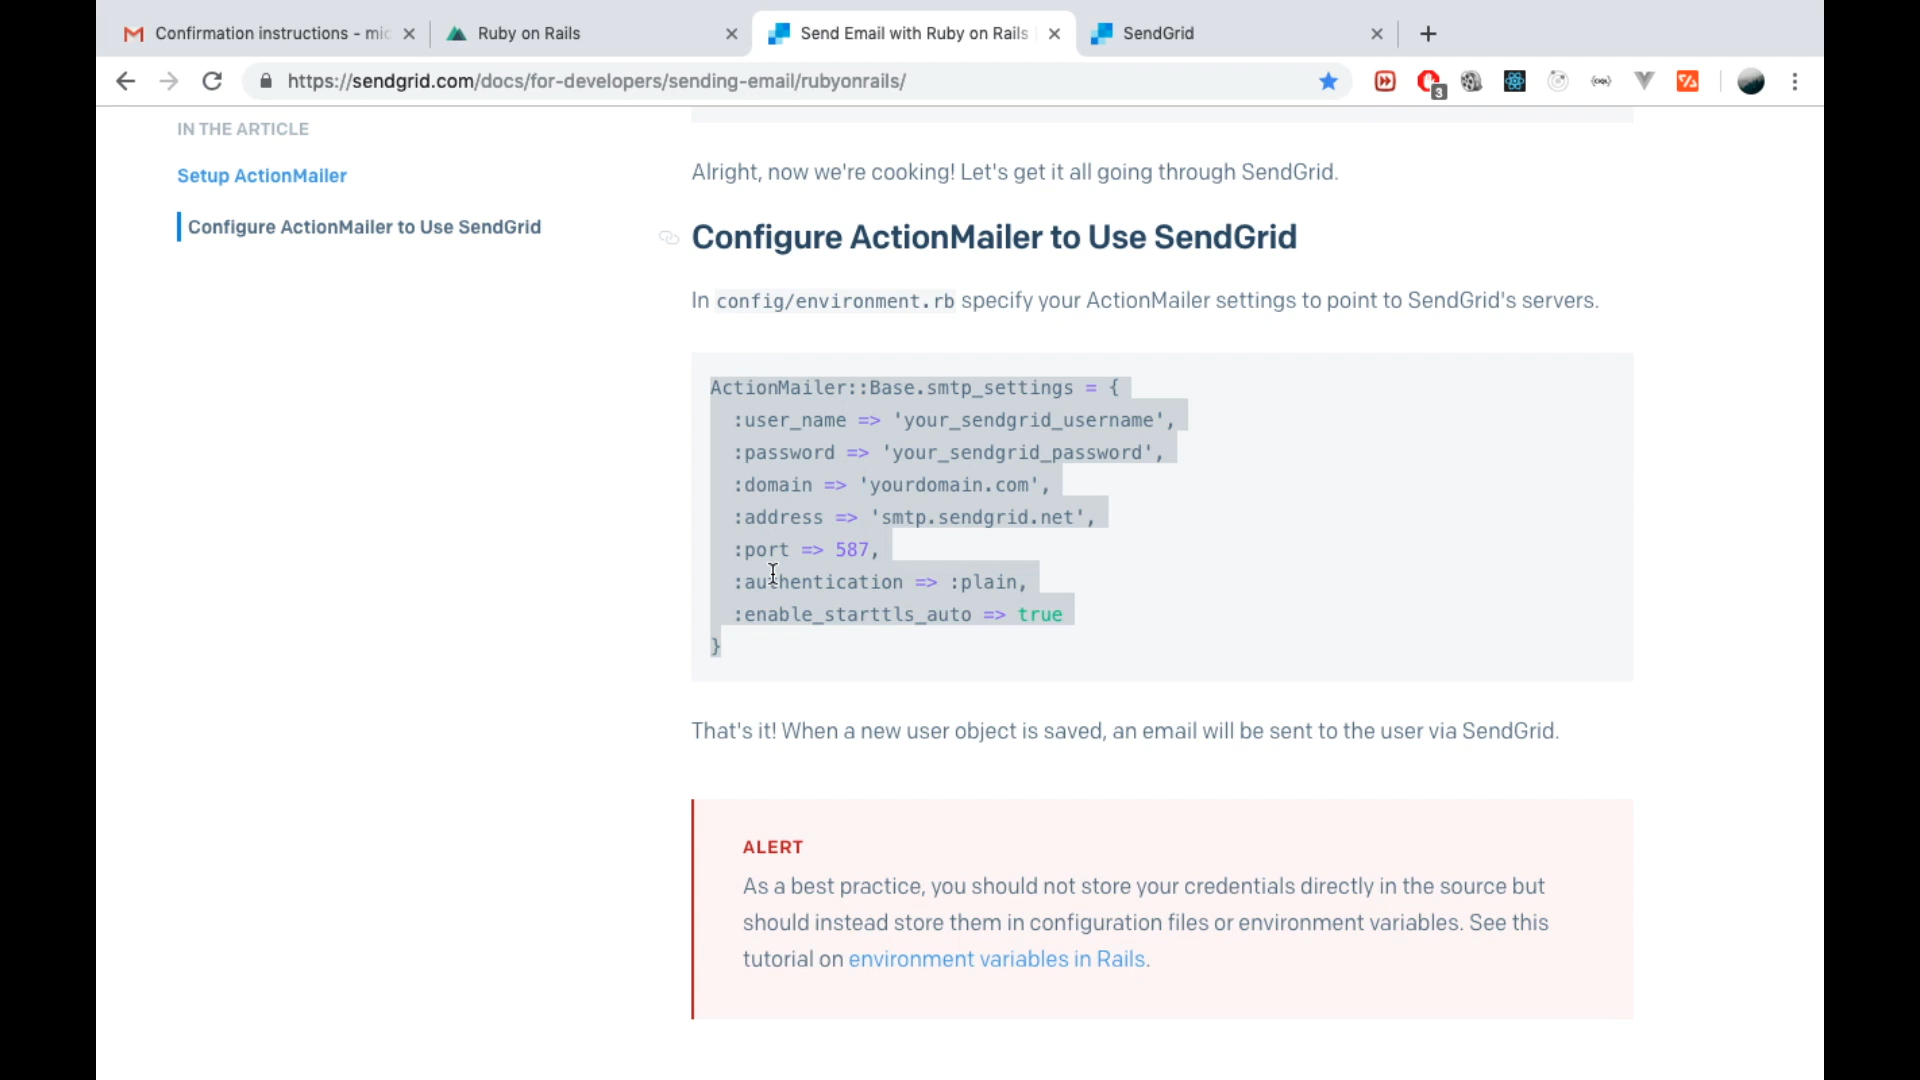 Confirmation instructions - mic
Ruby on Rails
Send Email with Ruby on Rails
SendGrid
https://sendgrid.com/docs/for-developers/sending-email/rubyonrails/
3
IN THE ARTICLE
Setup ActionMailer
Configure ActionMailer to Use SendGrid
Alright, now we're cooking! Let's get it all going through SendGrid.
Configure ActionMailer to Use SendGrid
In config/environment.rb specify your ActionMailer settings to point to SendGrid's servers.
ActionMailer::Base.smtp_settings = {
  :user_name => 'your_sendgrid_username',
  :password => 'your_sendgrid_password',
  :domain => 'yourdomain.com',
  :address => 'smtp.sendgrid.net',
  :port => 587,
  :authentication => :plain,
  :enable_starttls_auto => true
}
That's it! When a new user object is saved, an email will be sent to the user via SendGrid.
ALERT
As a best practice, you should not store your credentials directly in the source but
should instead store them in configuration files or environment variables. See this
tutorial on environment variables in Rails.